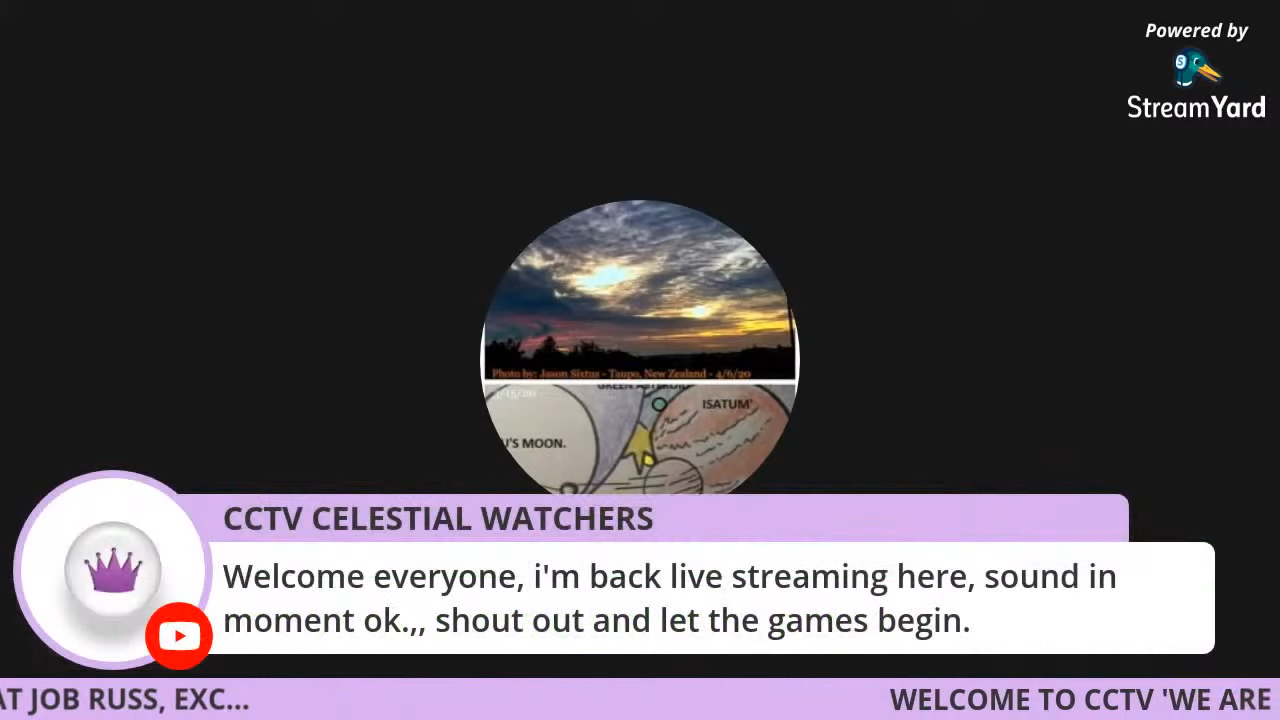 Powered by
StreamYard
Photo by: Jason Sixtus - Taupo, New Zealand - 4/6/20
GREEN
ISATUM'
U'S MOON.
CCTV CELESTIAL WATCHERS
Welcome everyone, i'm back live streaming here, sound in
moment ok.,, shout out and let the games begin.
AT JOB RUSS, EXC...
WELCOME TO CCTV 'WE ARE